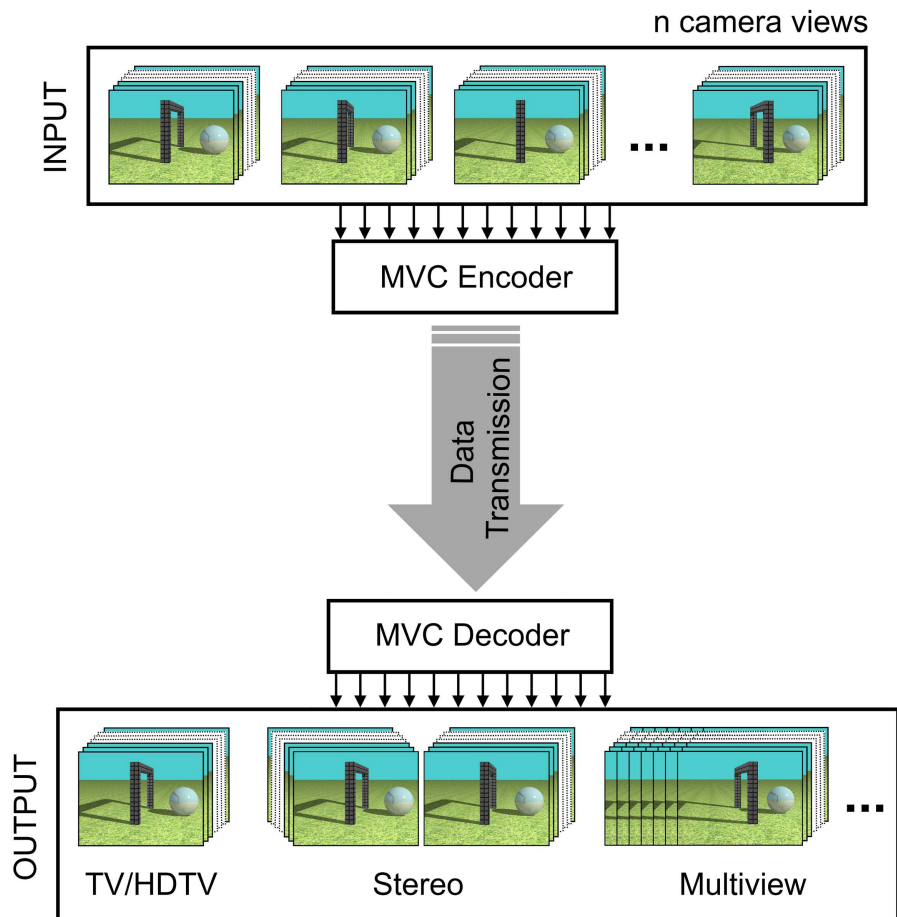 n camera views
INPUT
...
MVC Encoder
Data
Transmission
MVC Decoder
OUTPUT
...
TV/HDTV
Stereo
Multiview